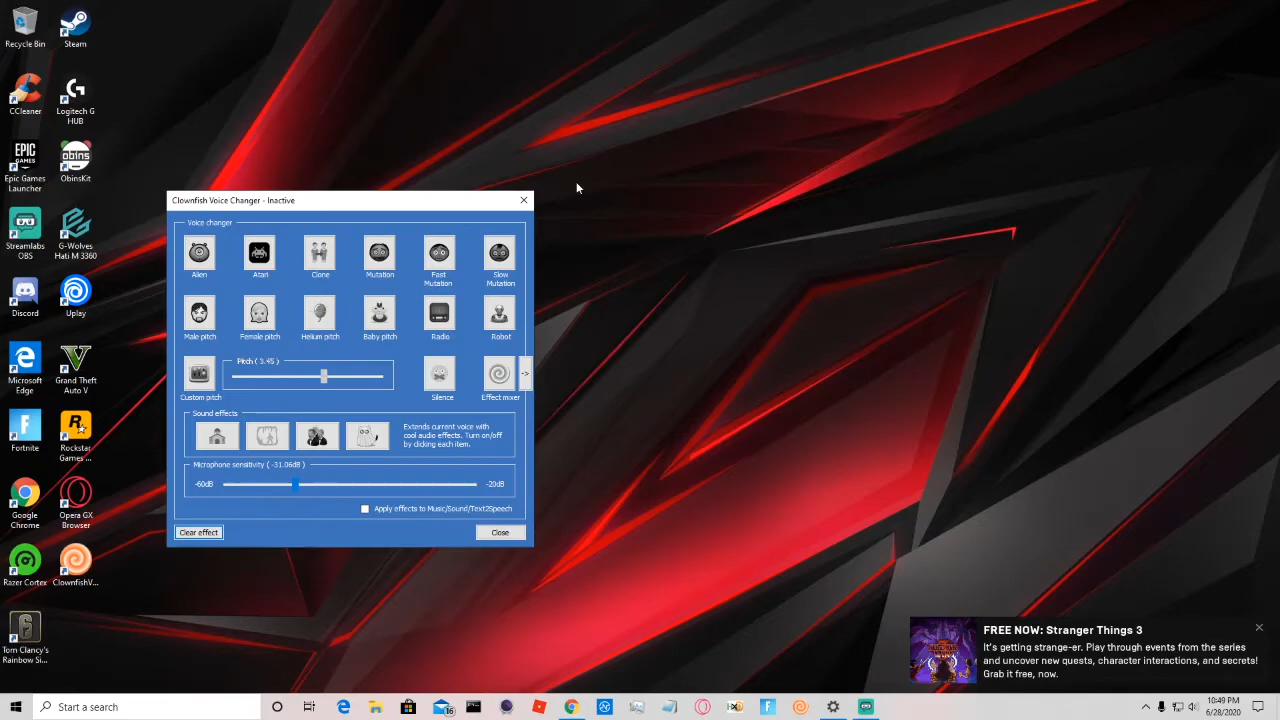 Recycle Bin
Steam
CCleaner
Logitech G
HUB
EPIC
GAMES
Epic Games
Launcher
obins
ObinsKit
Streamlabs
OBS
G-Wolves
Hati M 3360
Discord
Uplay
Microsoft
Edge
Grand Theft
Auto V
Fortnite
Rockstar
Games ...
Google
Chrome
Opera GX
Browser
Razer Cortex
ClownfishV...
Tom Clancy's
Rainbow Si...
Clownfish Voice Changer - Inactive
Voice changer
Alien
Atari
Clone
Mutation
Fast
Mutation
Slow
Mutation
Male pitch
Female pitch
Helium pitch
Baby pitch
Radio
Robot
Pitch ( 3.45 )
->
Custom pitch
Silence
Effect mixer
Sound effects
Extends current voice with
cool audio effects. Turn on/off
by clicking each item.
Microphone sensitivity ( -31.06dB )
-60dB
-20dB
Apply effects to Music/Sound/Text2Speech
Clear effect
Close
FREE NOW: Stranger Things 3
It's getting strange-er. Play through events from the series
and uncover new quests, character interactions, and secrets!
Grab it free, now.
Type here to search
10:49 PM
6/28/2020